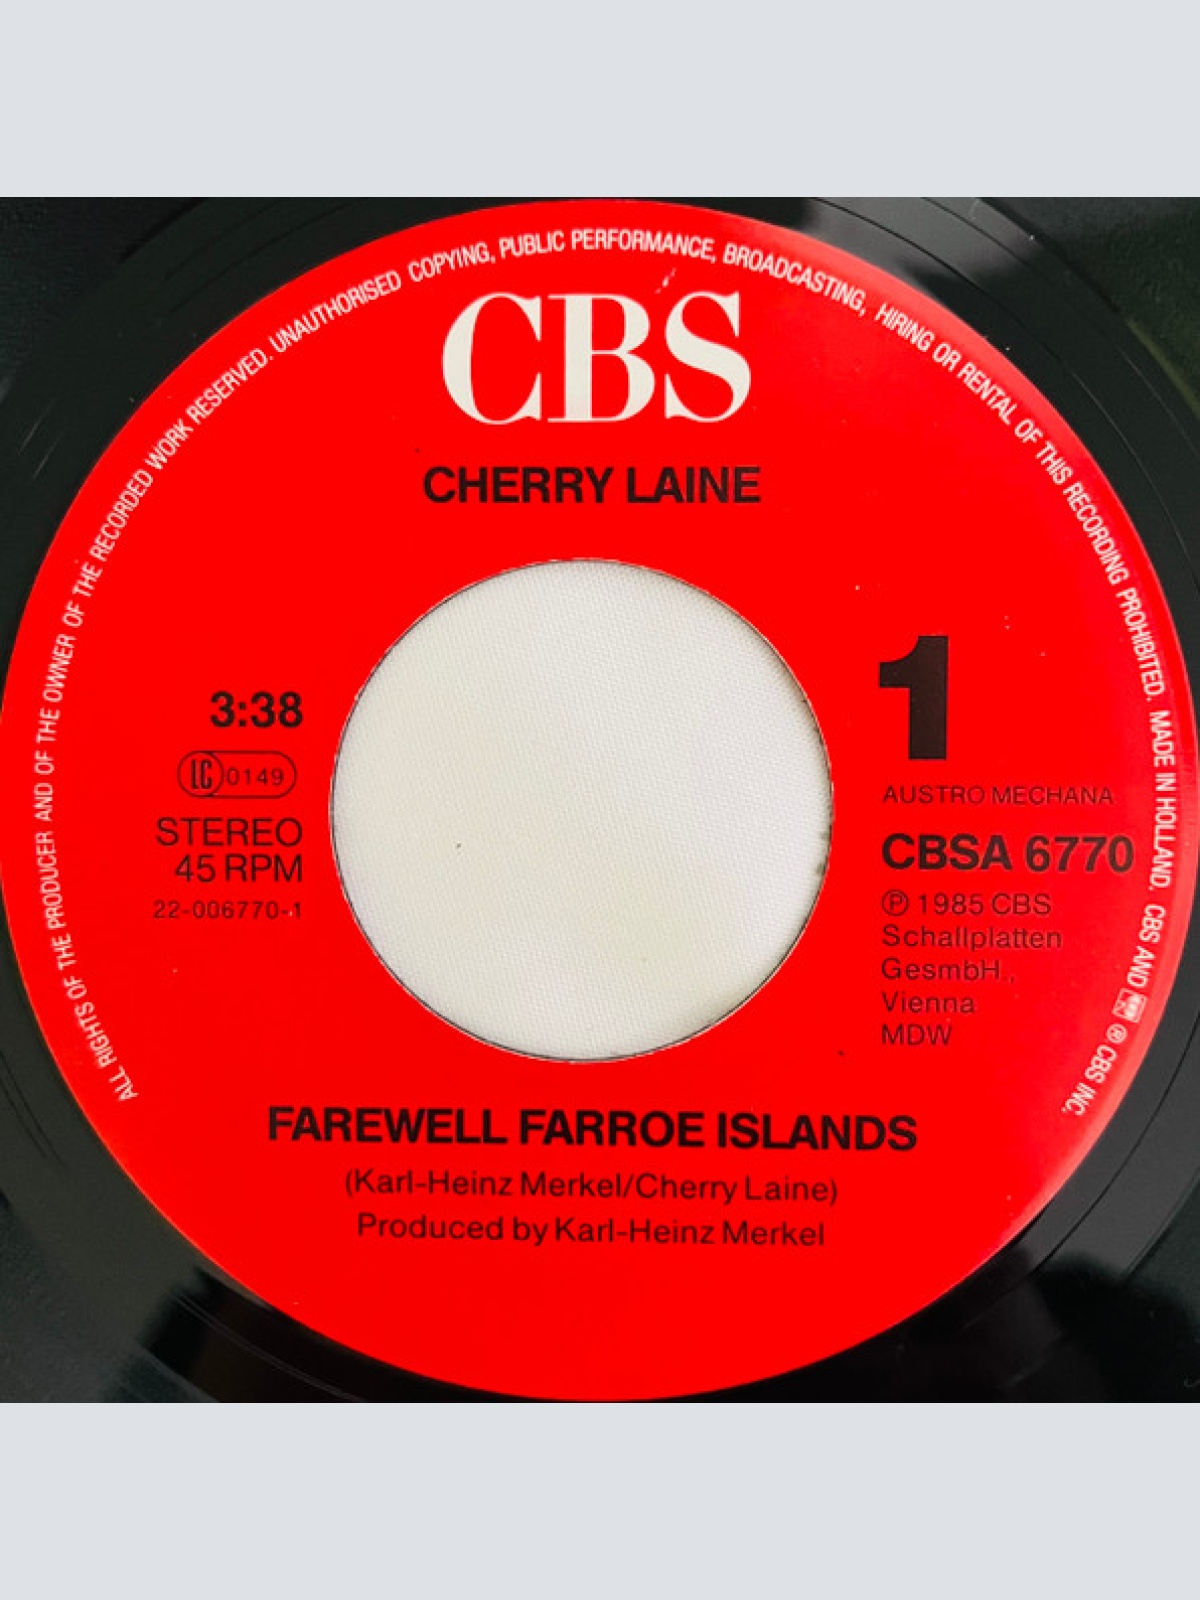 ALL RIGHTS OF THE PRODUCER AND OF THE OWNER OF THE RECORDED WORK RESERVED. UNAUTHORISED COPYING, PUBLIC PERFORMANCE, BROADCASTING, HIRING OR RENTAL OF THIS RECORDING PROHIBITED. MADE IN HOLLAND. CBS AND ® CBS INC.
CBS
CHERRY LAINE
3:38
LC 0149
STEREO
45 RPM
22-006770-1
1
AUSTRO MECHANA
CBSA 6770
℗ 1985 CBS
Schallplatten
GesmbH.,
Vienna
MDW
FAREWELL FARROE ISLANDS
(Karl-Heinz Merkel/Cherry Laine)
Produced by Karl-Heinz Merkel